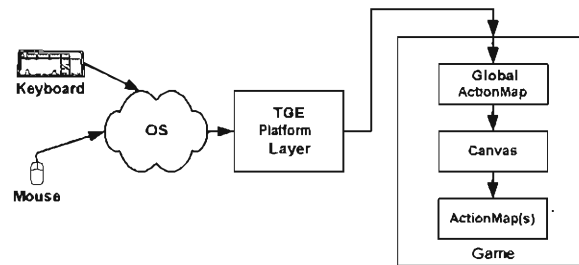 Keyboard
Mouse
OS
TGE
Platform
Layer
Global
ActionMap
Canvas
ActionMap(s)
Game